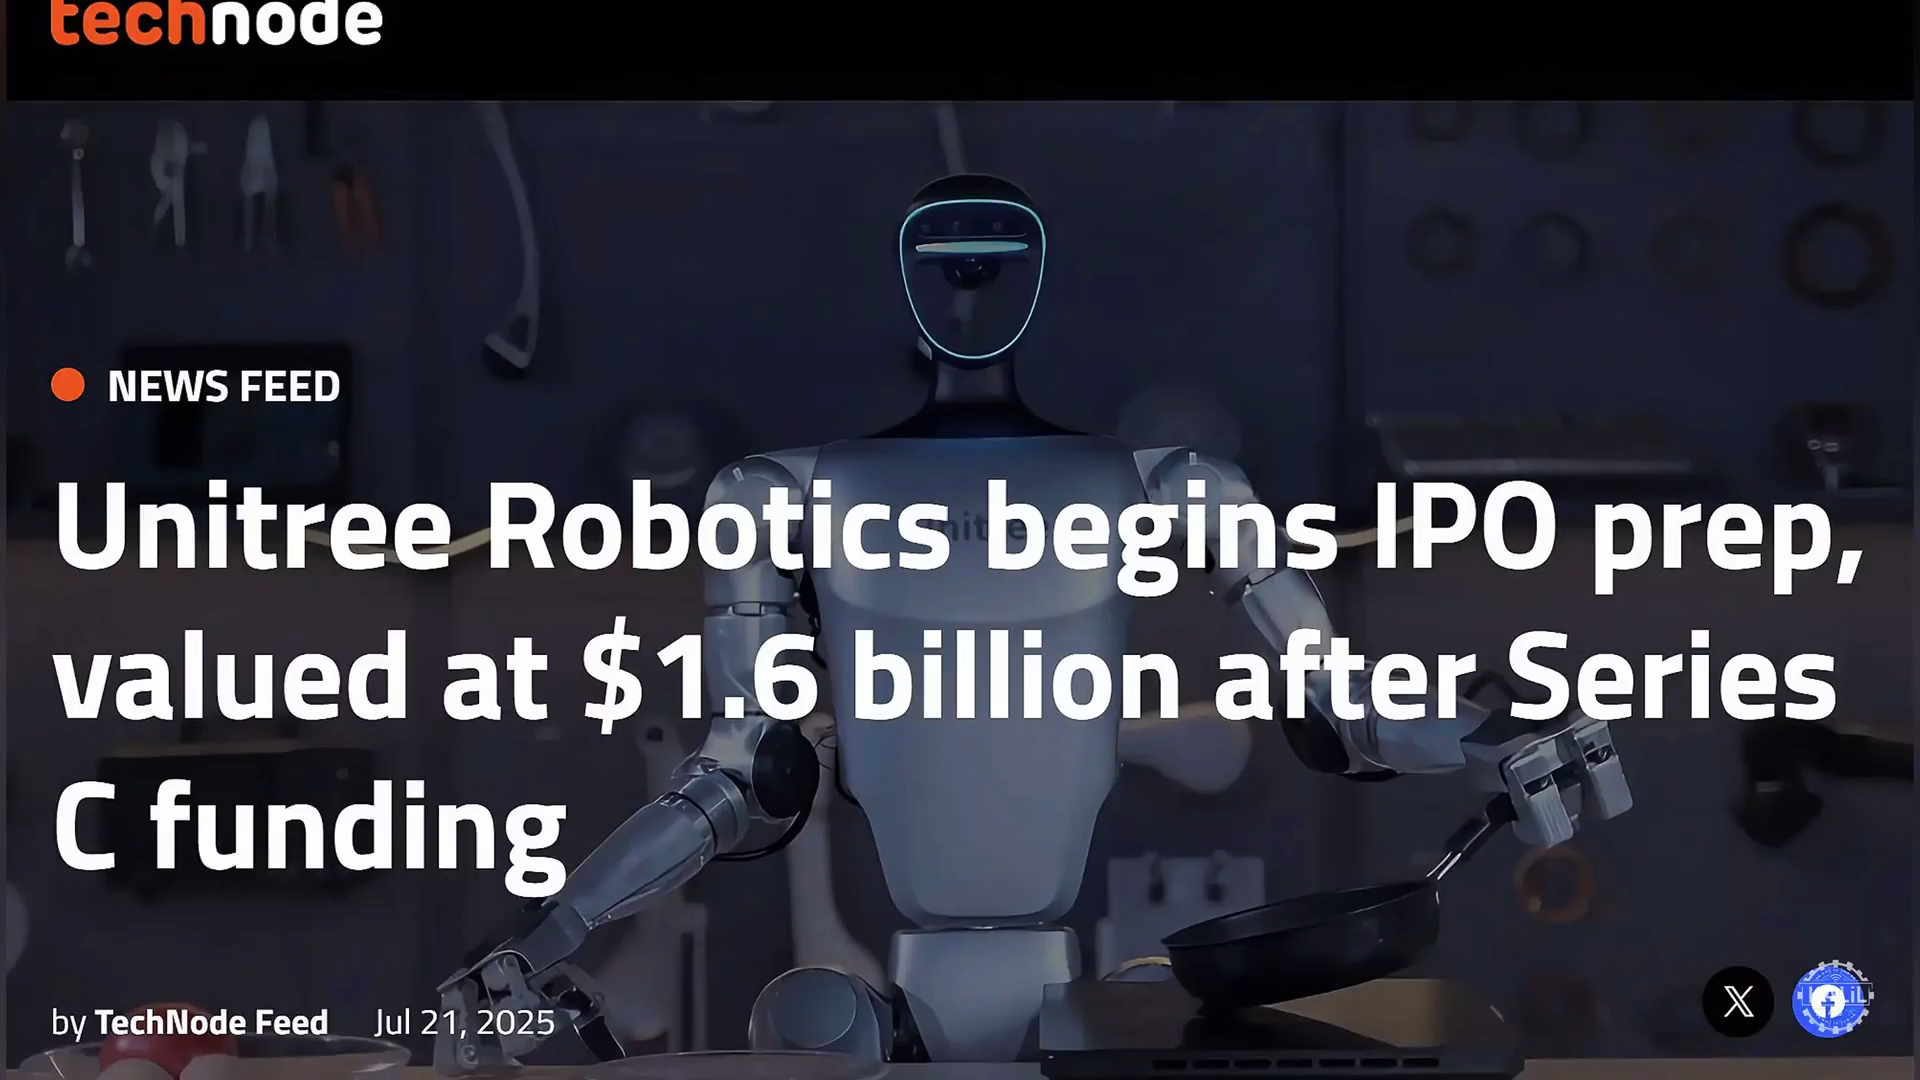 technode
NEWS FEED
Unitree Robotics begins IPO prep,
valued at $1.6 billion after Series
C funding
by TechNode Feed Jul 21, 2025